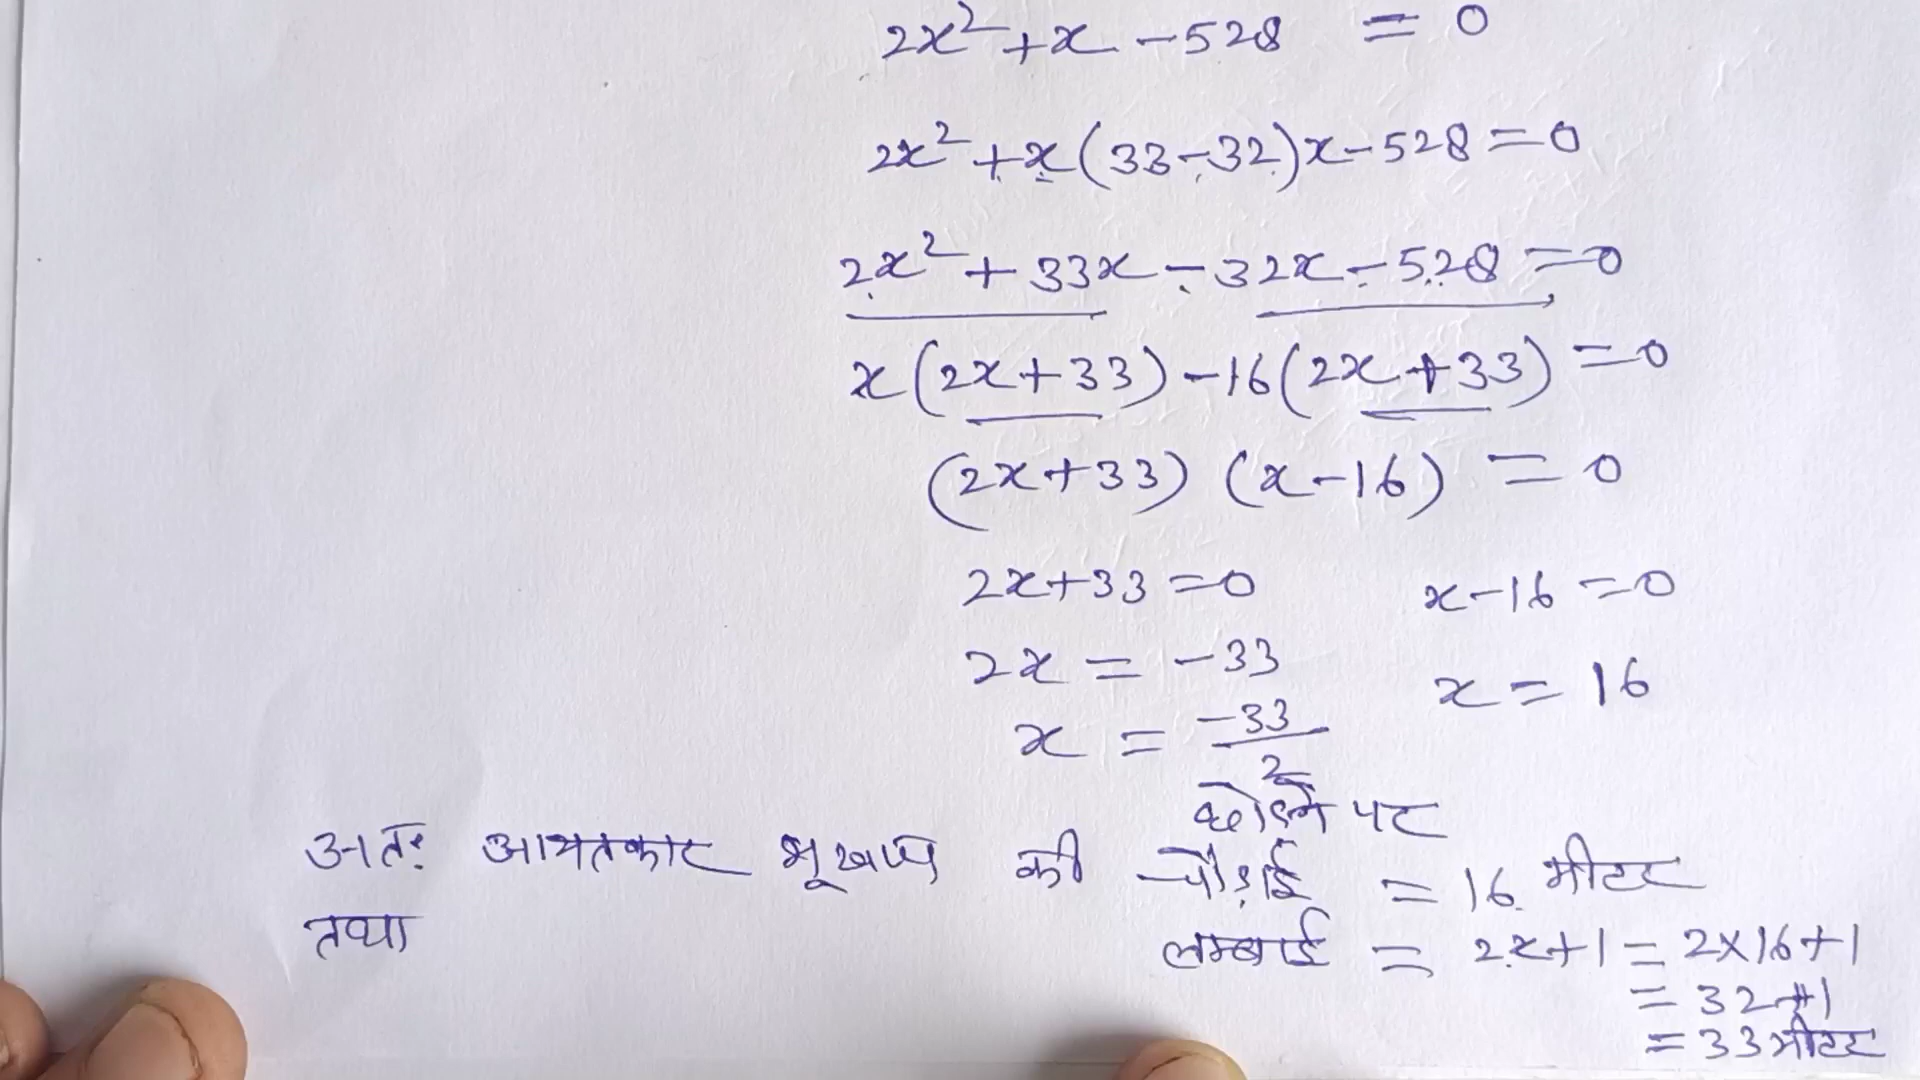 2x² + x - 528 = 0
2x² + x(33-32)x - 528 = 0
2x² + 33x - 32x - 528 = 0
x(2x+33) - 16(2x+33) = 0
(2x+33) (x-16) = 0
2x+33 = 0 x-16 = 0
2x = -33 x = 16
x = -33/2
छोड़ने पर
अतः आयतकार भूखण्ड की चौड़ाई = 16 मीटर
तथा लम्बाई = 2x+1 = 2×16+1
= 32+1
= 33 मीटर